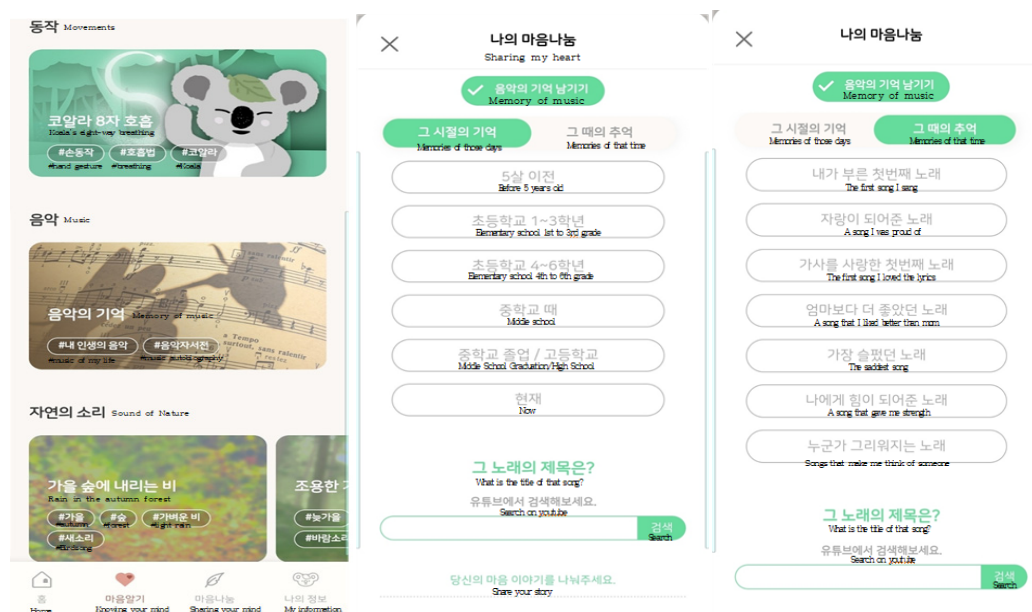 동작 Movements
코알라 8자 호흡
Koala's eight-way breathing
#손동작 #호흡법 #코알라
#hand gesture #breathing #Koala
음악 Music
음악의 기억 Memory of music
#내 인생의 음악 #음악자서전
#music of my life #music autobiography
a Tempo
surtout, sans ralentir
자연의 소리 Sound of Nature
가을 숲에 내리는 비
Rain in the autumn forest
#가을 #숲 #가벼운 비
#autumn #forest #light rain
#새소리
#Birdsong
조용한
#늦가을
#바람소리
홈 마음알기 마음나눔 나의 정보
Home Knowing your mind Sharing your mind My information
나의 마음나눔
Sharing my heart
음악의 기억 남기기
Memory of music
그 시절의 기억 그 때의 추억
Memories of those days Memories of that time
5살 이전
Before 5 years old
초등학교 1~3학년
Elementary school 1st to 3rd grade
초등학교 4~6학년
Elementary school 4th to 6th grade
중학교 때
Middle school
중학교 졸업 / 고등학교
Middle School Graduation/High School
현재
Now
그 노래의 제목은?
What is the title of that song?
유튜브에서 검색해보세요.
Search on youtube
검색
Search
당신의 마음 이야기를 나눠주세요.
Share your story
나의 마음나눔
음악의 기억 남기기
Memory of music
그 시절의 기억 그 때의 추억
Memories of those days Memories of that time
내가 부른 첫번째 노래
The first song I sang
자랑이 되어준 노래
A song I was proud of
가사를 사랑한 첫번째 노래
The first song I loved the lyrics
엄마보다 더 좋았던 노래
A song that I liked better than mom
가장 슬펐던 노래
The saddest song
나에게 힘이 되어준 노래
A song that gave me strength
누군가 그리워지는 노래
Songs that make me think of someone
그 노래의 제목은?
What is the title of that song?
유튜브에서 검색해보세요.
Search on youtube
검색
Search